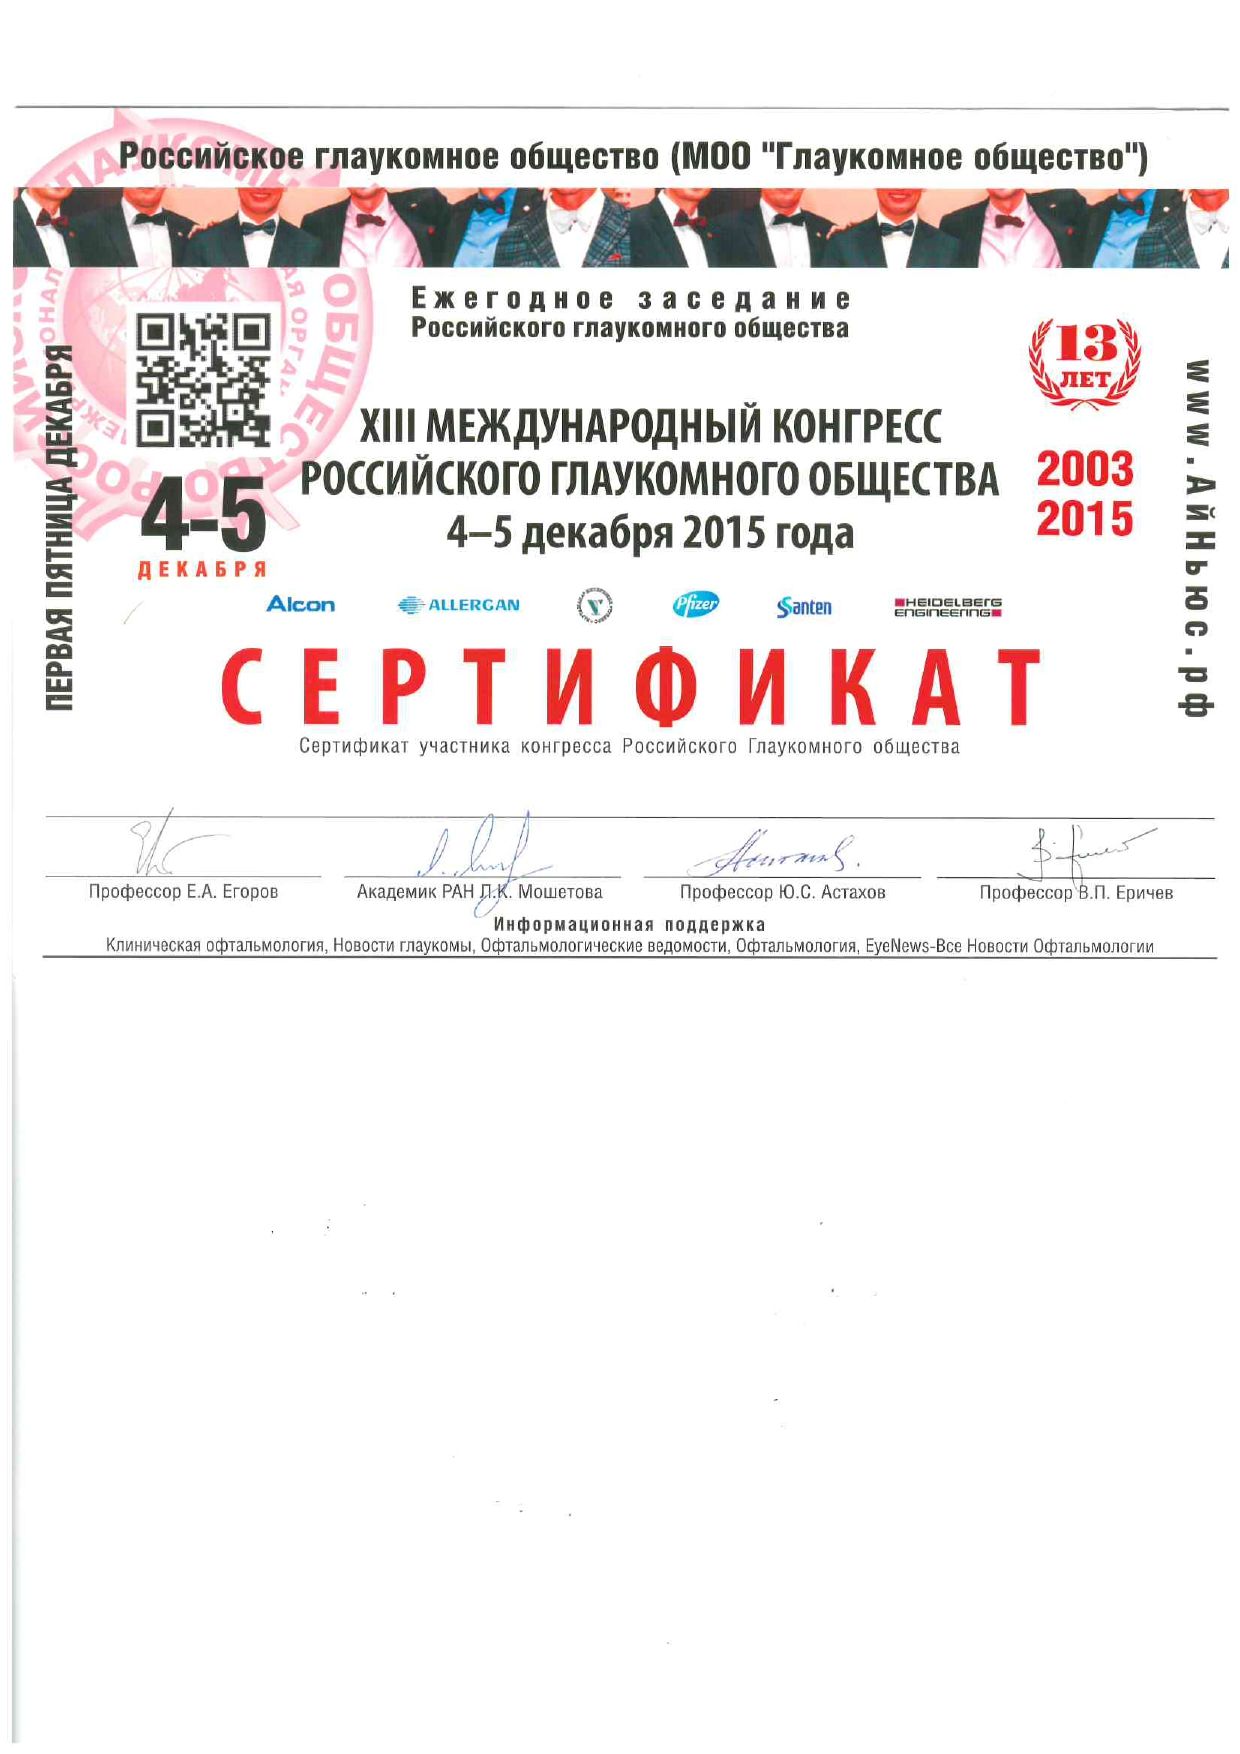 Российское глаукомное общество (МОО "Глаукомное общество")
Ежегодное заседание
Российского глаукомного общества
13
ЛЕТ
XIII МЕЖДУНАРОДНЫЙ КОНГРЕСС
РОССИЙСКОГО ГЛАУКОМНОГО ОБЩЕСТВА
4–5 декабря 2015 года
2003
2015
4-5
ДЕКАБРЯ
ПЕРВАЯ ПЯТНИЦА ДЕКАБРЯ
www.АйНьюс.рф
Alcon
ALLERGAN
Pfizer
Santen
HEIDELBERG
ENGINEERING
СЕРТИФИКАТ
Сертификат участника конгресса Российского Глаукомного общества
Профессор Е.А. Егоров
Академик РАН Л.К. Мошетова
Профессор Ю.С. Астахов
Профессор В.П. Еричев
Информационная поддержка
Клиническая офтальмология, Новости глаукомы, Офтальмологические ведомости, Офтальмология, EyeNews-Все Новости Офтальмологии